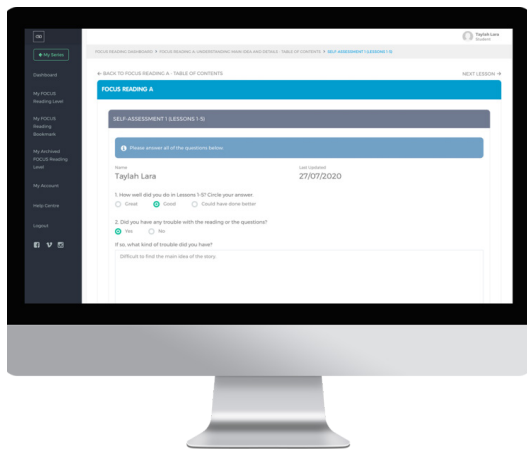 CSI
Taylah Lara
Student
My Series
FOCUS READING DASHBOARD > FOCUS READING A: UNDERSTANDING MAIN IDEA AND DETAILS - TABLE OF CONTENTS > SELF-ASSESSMENT 1 (LESSONS 1-5)
Dashboard
My FOCUS
Reading Level
My FOCUS
Reading
Bookmark
My Archived
FOCUS Reading
Level
My Account
Help Centre
Logout
← BACK TO FOCUS READING A - TABLE OF CONTENTS
NEXT LESSON →
FOCUS READING A
SELF-ASSESSMENT 1 (LESSONS 1-5)
Please answer all of the questions below.
Name
Taylah Lara
Last Updated
27/07/2020
1. How well did you do in Lessons 1-5? Circle your answer.
Great
Good
Could have done better
2. Did you have any trouble with the reading or the questions?
Yes
No
If so, what kind of trouble did you have?
Difficult to find the main idea of the story.